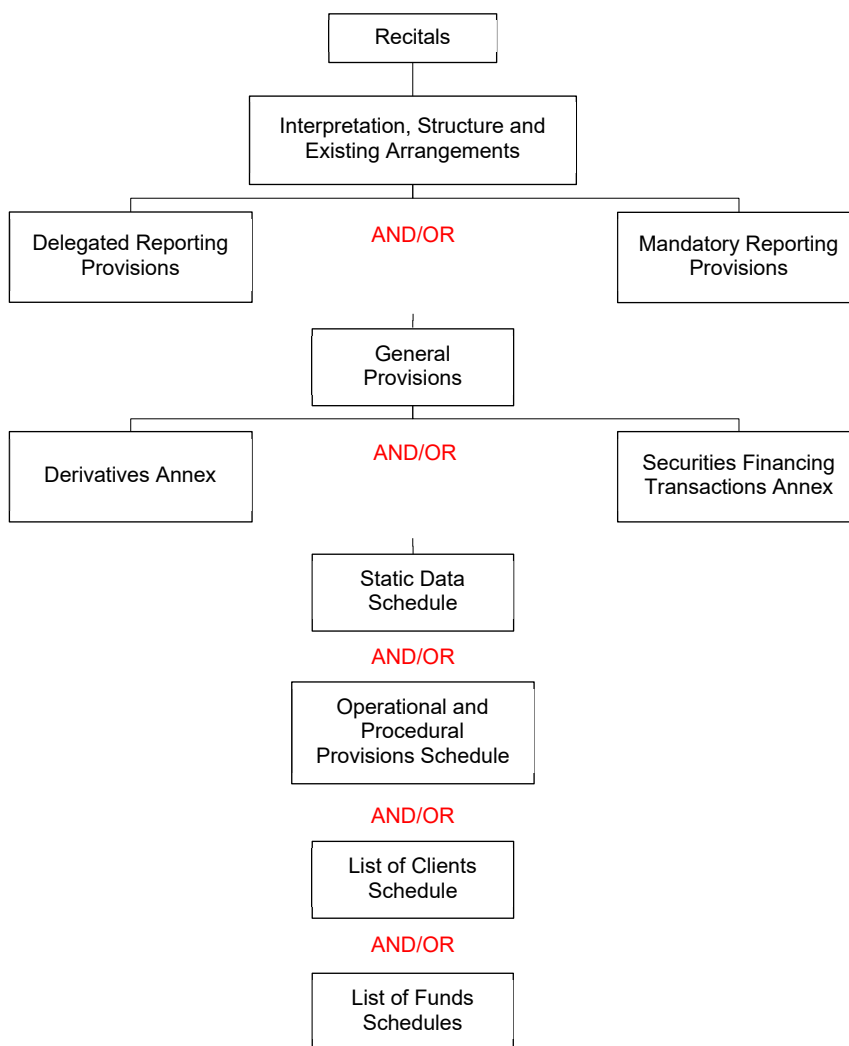 Recitals
Interpretation, Structure and
Existing Arrangements
Delegated Reporting
Provisions
AND/OR
Mandatory Reporting
Provisions
General
Provisions
Derivatives Annex
AND/OR
Securities Financing
Transactions Annex
Static Data
Schedule
AND/OR
Operational and
Procedural
Provisions Schedule
AND/OR
List of Clients
Schedule
AND/OR
List of Funds
Schedules